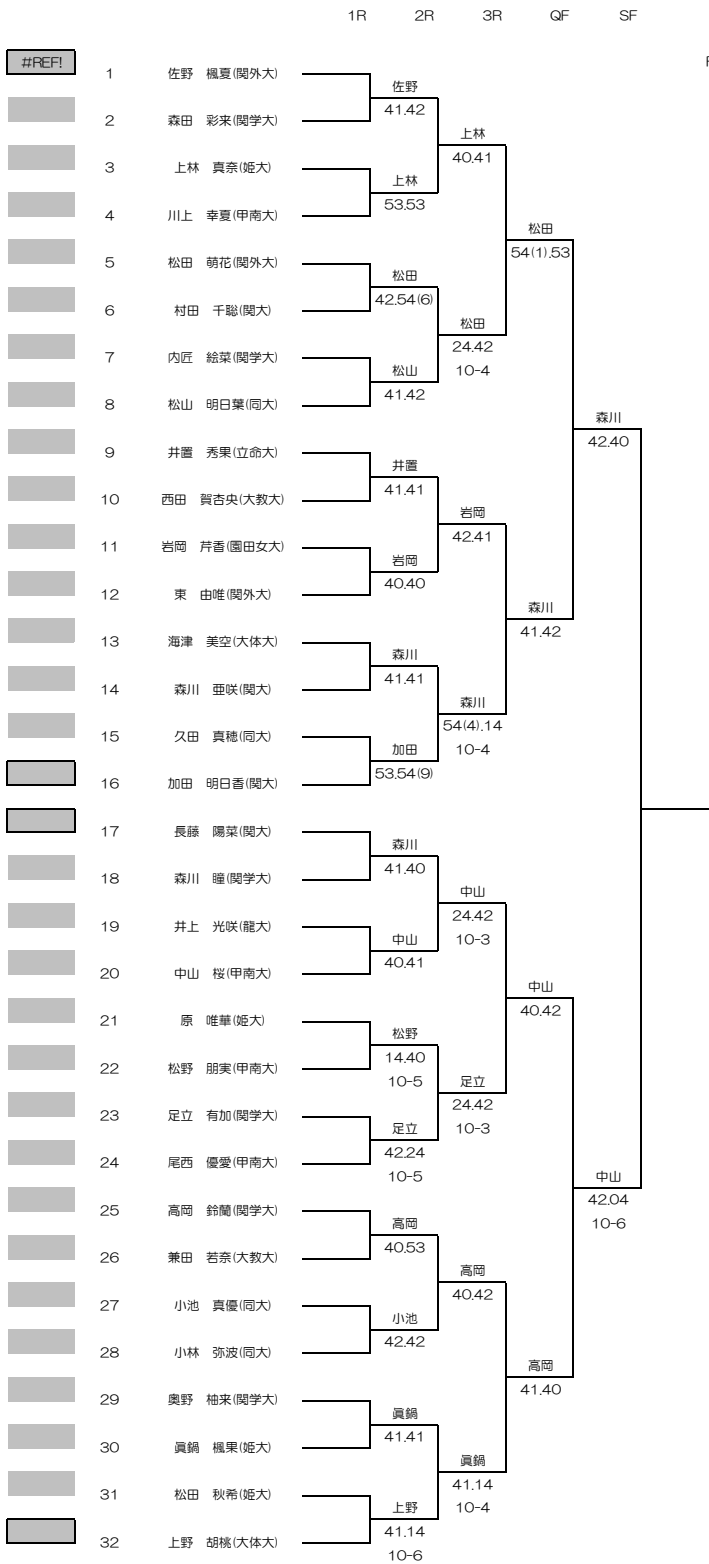 1R 2R 3R QF SF
#REF! F
1 佐野 楓夏(関外大)
佐野
41.42
2 森田 彩来(関学大)
上林
40.41
3 上林 真奈(姫大)
上林
53.53
4 川上 幸夏(甲南大)
松田
54(1).53
5 松田 萌花(関外大)
松田
42.54(6)
6 村田 千聡(関大)
松田
24.42
10-4
7 内匠 絵菜(関学大)
松山
41.42
8 松山 明日葉(同大)
森川
42.40
9 井置 秀果(立命大)
井置
41.41
10 西田 賀杏央(大教大)
岩岡
42.41
11 岩岡 芹香(園田女大)
岩岡
40.40
12 東 由唯(関外大)
森川
41.42
13 海津 美空(大体大)
森川
41.41
14 森川 亜咲(関大)
森川
54(4).14
10-4
15 久田 真穂(同大)
加田
53.54(9)
16 加田 明日香(関大)
17 長藤 陽菜(関大)
森川
41.40
18 森川 瞳(関学大)
中山
24.42
10-3
19 井上 光咲(龍大)
中山
40.41
20 中山 桜(甲南大)
中山
40.42
21 原 唯華(姫大)
松野
14.40
10-5
22 松野 朋実(甲南大)
足立
24.42
10-3
23 足立 有加(関学大)
足立
42.24
10-5
24 尾西 優愛(甲南大)
中山
42.04
10-6
25 高岡 鈴蘭(関学大)
高岡
40.53
26 兼田 若奈(大教大)
高岡
40.42
27 小池 真優(同大)
小池
42.42
28 小林 弥波(同大)
高岡
41.40
29 奥野 柚来(関学大)
眞鍋
41.41
30 眞鍋 楓果(姫大)
眞鍋
41.14
10-4
31 松田 秋希(姫大)
上野
41.14
10-6
32 上野 胡桃(大体大)